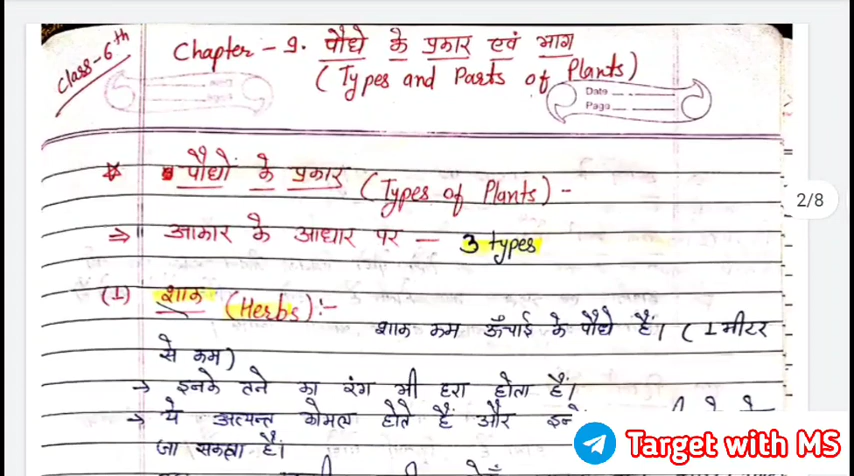 Class-6th
Chapter - 9. पौधे के प्रकार एवं भाग
(Types and Parts of Plants)
Date
Page
2/8
☆ पौधों के प्रकार (Types of Plants) -
⇒ आकार के आधार पर - 3 types
(1) शाक (Herbs) :-
शाक कम ऊँचाई के पौधे हैं। (1 मीटर
से कम)
→ इनके तने का रंग भी हरा होता है।
→ ये अत्यन्त कोमल होते हैं और
जा सकता है।
Target with MS